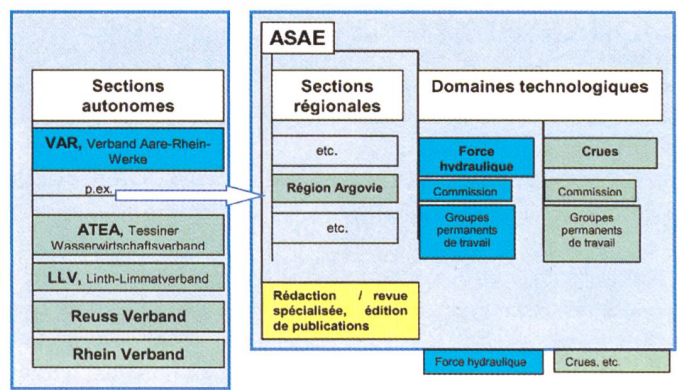 Sections
autonomes
VAR, Verband Aare-Rhein-
Werke
p.ex.
ATEA, Tessiner
Wasserwirtschaftsverband
LLV, Linth-Limmatverband
Reuss Verband
Rhein Verband
ASAE
Sections
régionales
etc.
Région Argovie
etc.
Rédaction / revue
spécialisée, édition
de publications
Domaines technologiques
Force
hydraulique
Commission
Groupes
permanents
de travail
Crues
Commission
Groupes
permanents
de travail
Force hydraulique
Crues, etc.